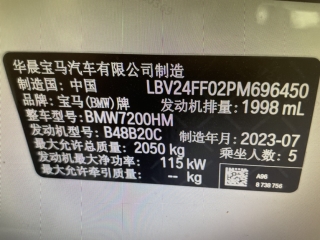 华晨宝马汽车有限公司制造
制造国：中国 LBV24FF02PM696450
品牌：宝马(BMW)牌 发动机排量：1998 mL
整车型号：BMW7200HM
发动机型号：B48B20C 制造年月：2023-07
最大允许总质量：2050 kg 乘坐人数：5
发动机最大净功率：115 kW
最大允许牵引质量：-- kg
A96
8 738 756